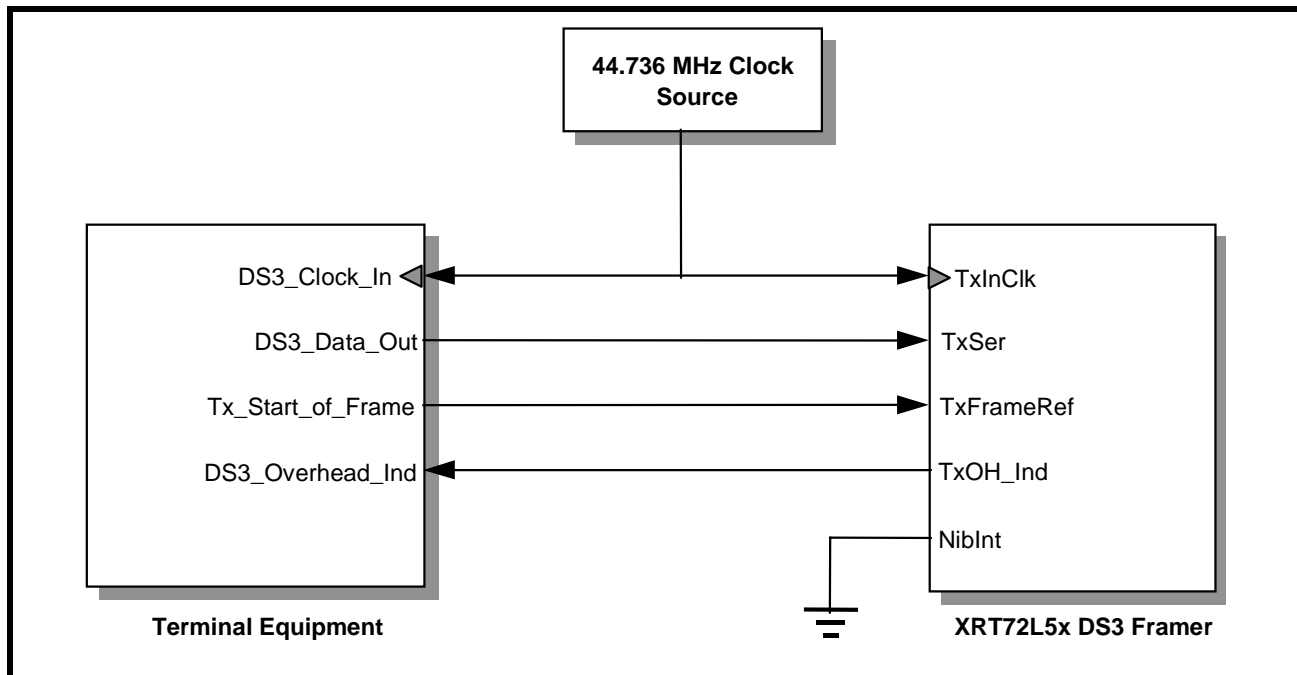 44.736 MHz Clock
Source
DS3_Clock_In
TxInClk
DS3_Data_Out
TxSer
Tx_Start_of_Frame
TxFrameRef
DS3_Overhead_Ind
TxOH_Ind
NibInt
Terminal Equipment
XRT72L5x DS3 Framer